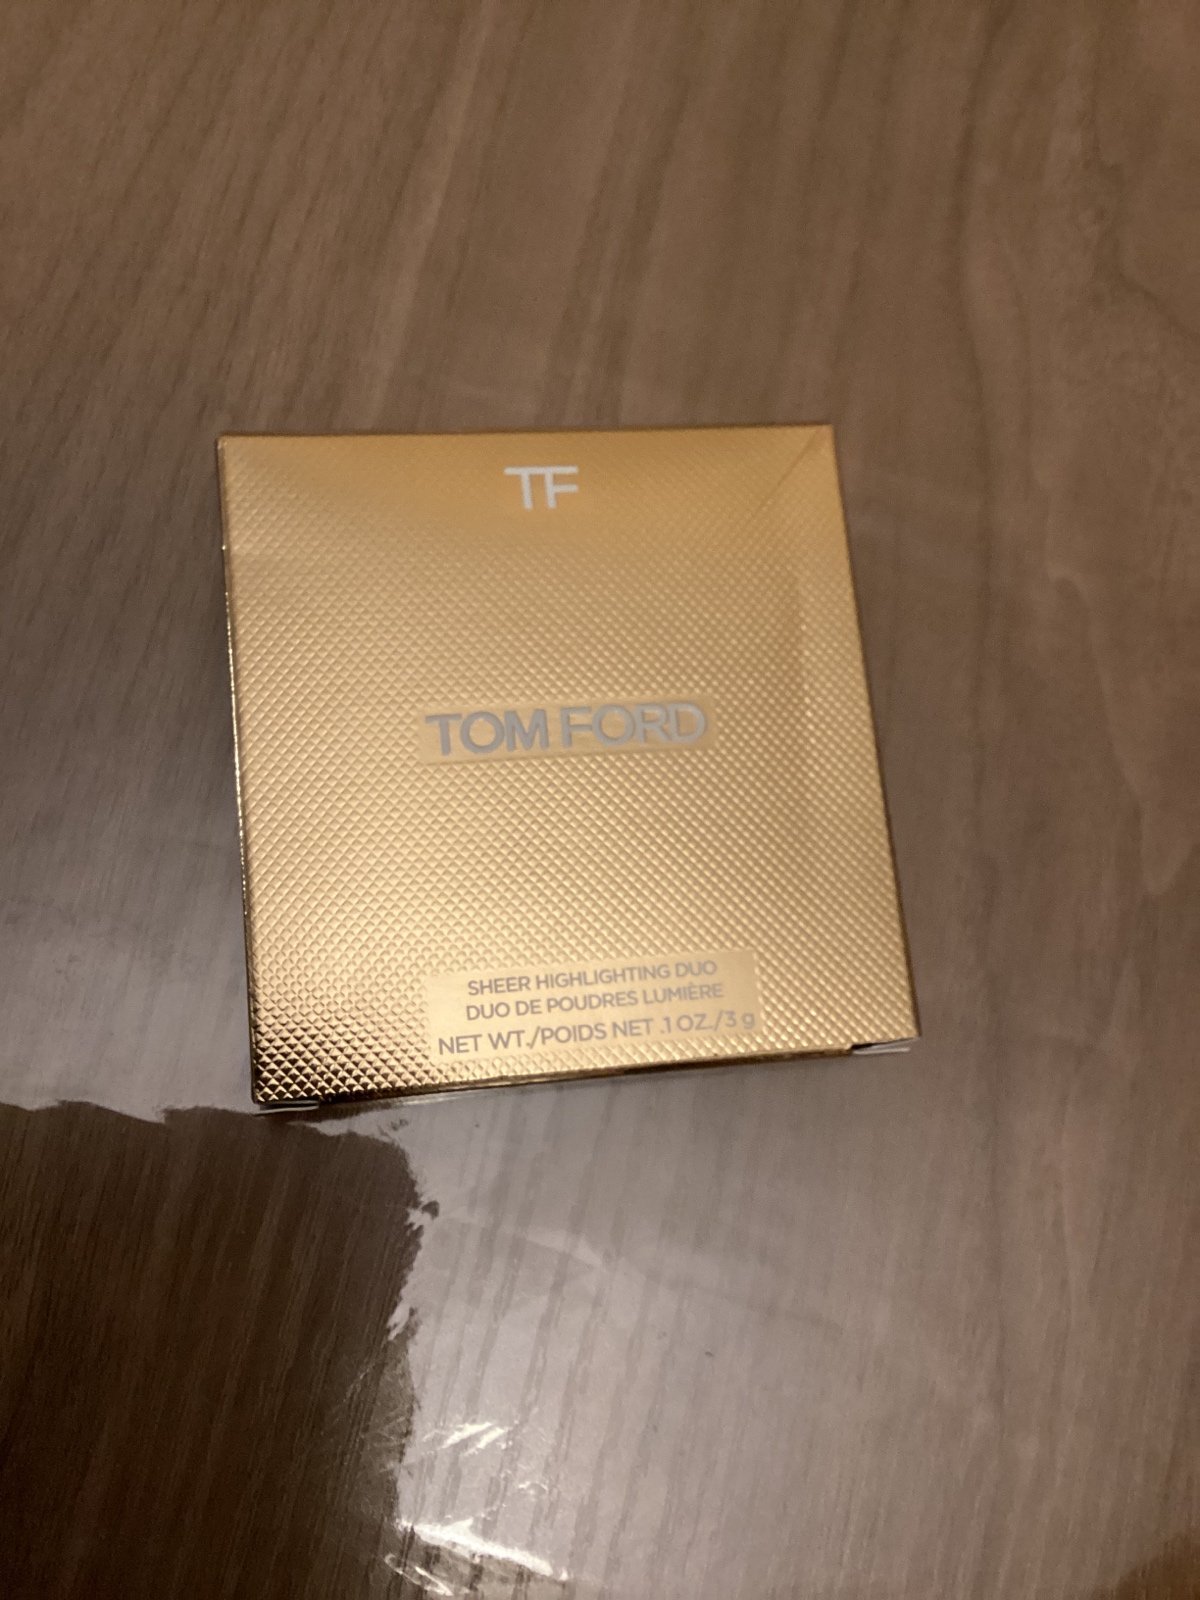 TF
TOM FORD
SHEER HIGHLIGHTING DUO
DUO DE POUDRES LUMIÈRE
NET WT./POIDS NET .1 OZ./3 g